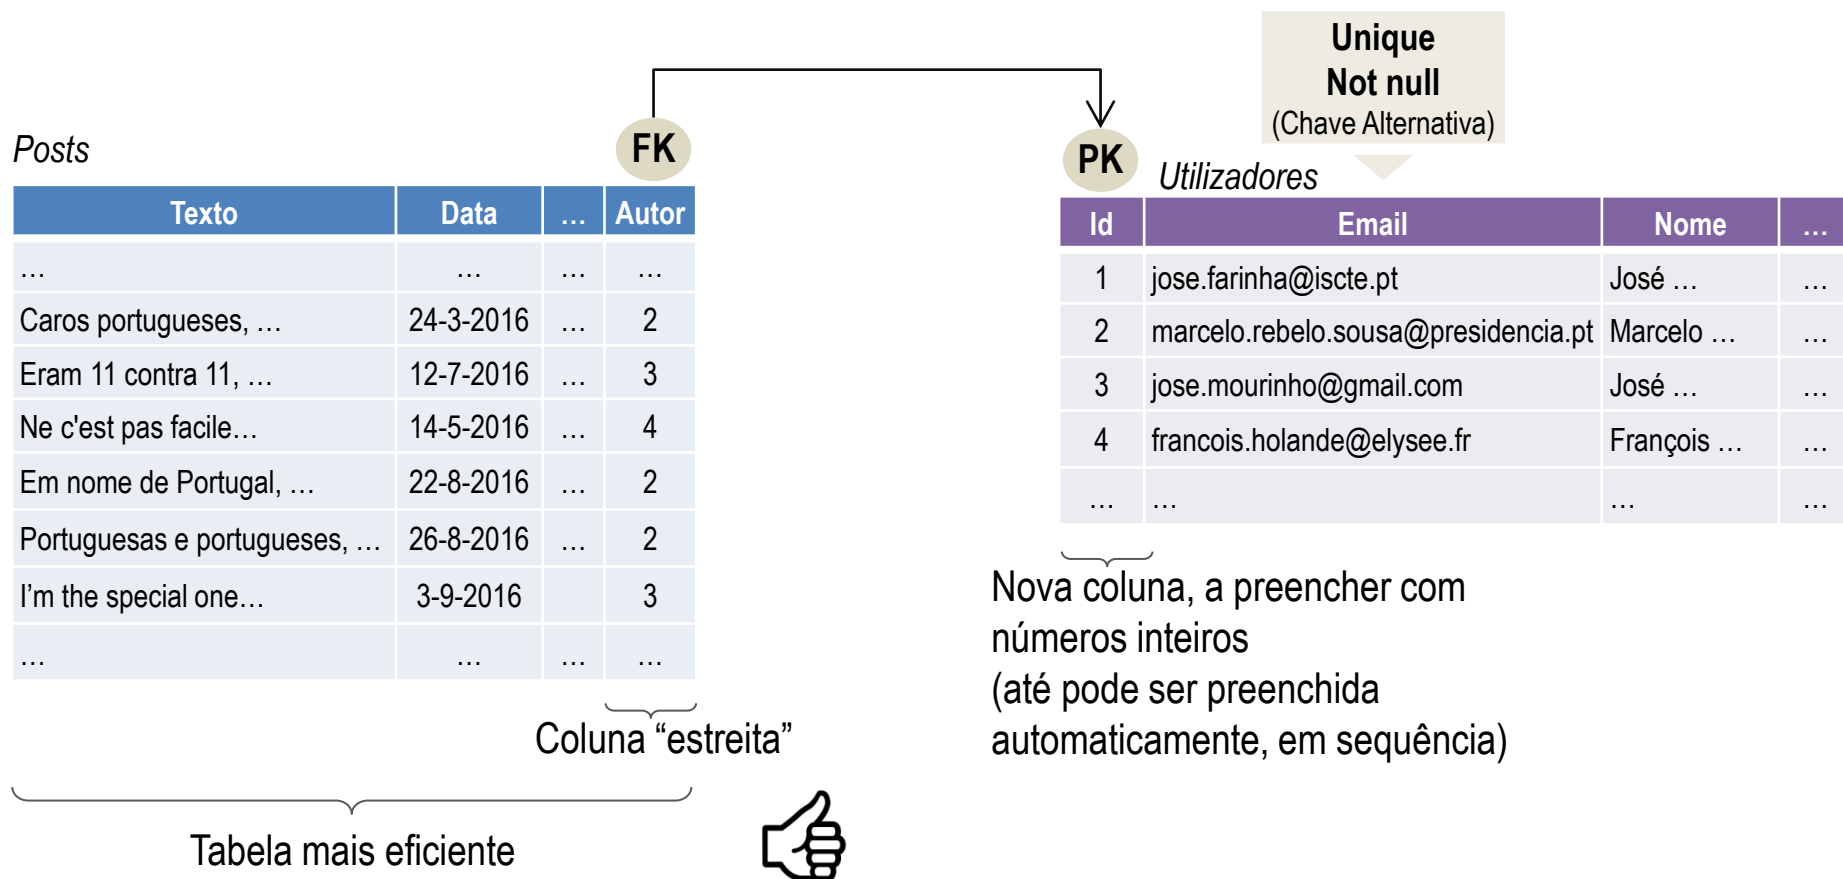 Unique
Not null
(Chave Alternativa)
Posts
FK
PK
Utilizadores
Texto Data … Autor
… … … …
Caros portugueses, … 24-3-2016 … 2
Eram 11 contra 11, … 12-7-2016 … 3
Ne c'est pas facile… 14-5-2016 … 4
Em nome de Portugal, … 22-8-2016 … 2
Portuguesas e portugueses, … 26-8-2016 … 2
I’m the special one… 3-9-2016 3
… … … …
Id Email Nome …
1 jose.farinha@iscte.pt José … …
2 marcelo.rebelo.sousa@presidencia.pt Marcelo … …
3 jose.mourinho@gmail.com José … …
4 francois.holande@elysee.fr François … …
… … … …
Coluna “estreita”
Tabela mais eficiente
Nova coluna, a preencher com
números inteiros
(até pode ser preenchida
automaticamente, em sequência)